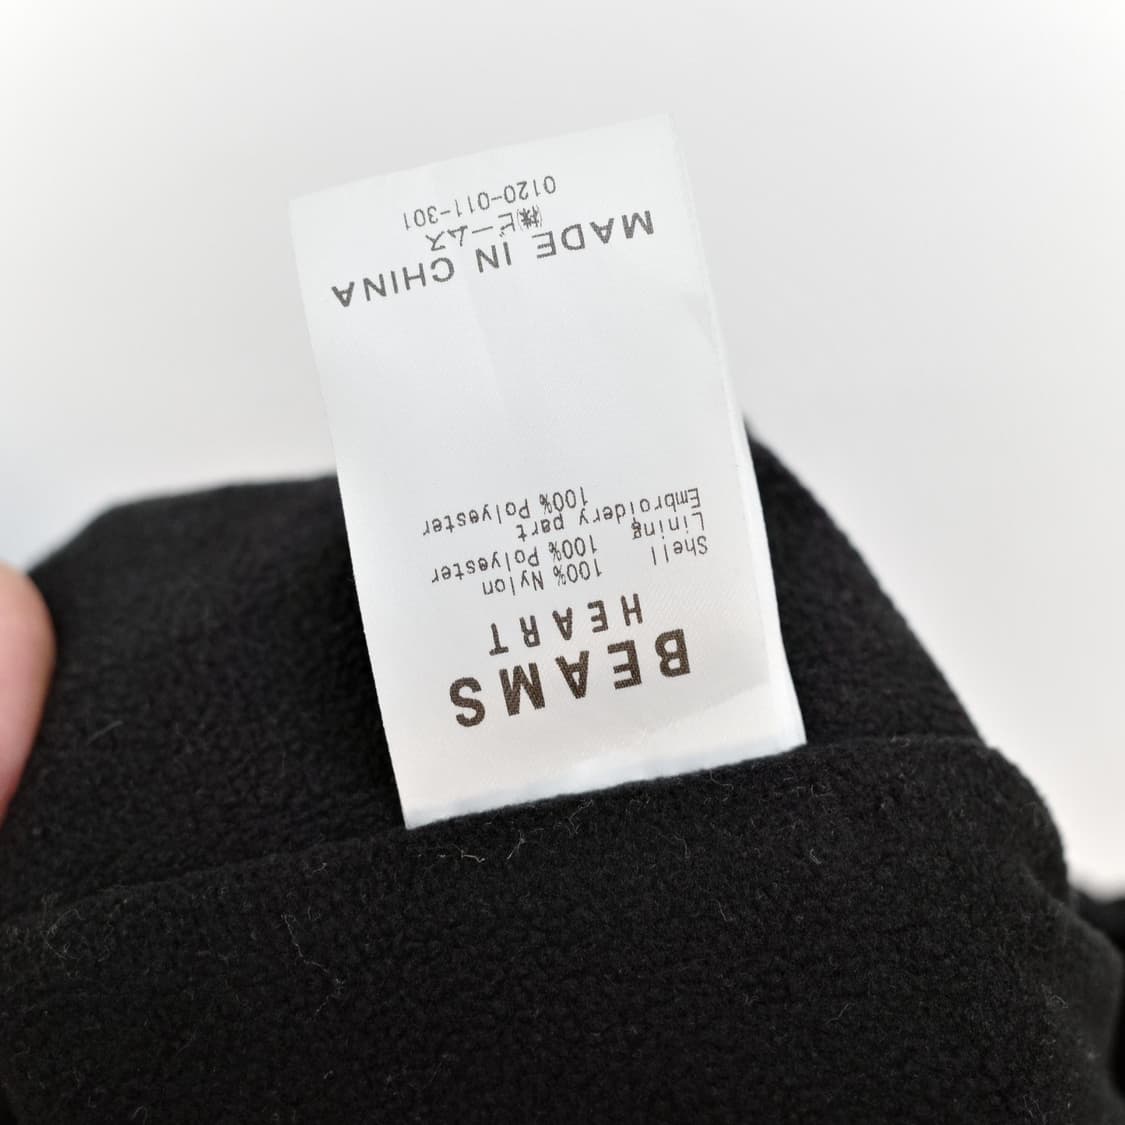 BEAMS
HEART
Shell
100% Nylon
Lining
100% Polyester
Embroidery part
100% Polyester
MADE IN CHINA
㈱ビームス
0120-011-301